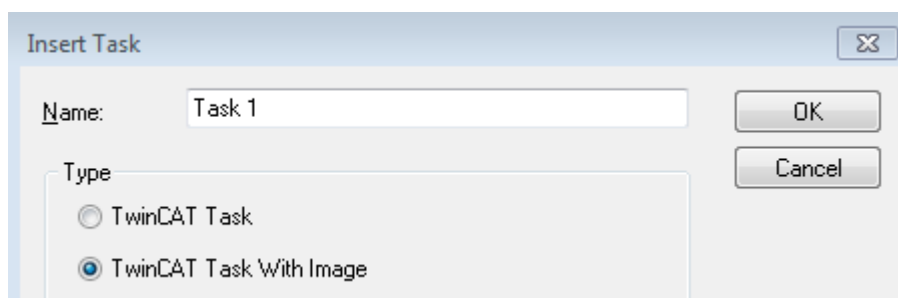 Insert Task
Name: Task 1 OK
Type Cancel
TwinCAT Task
TwinCAT Task With Image